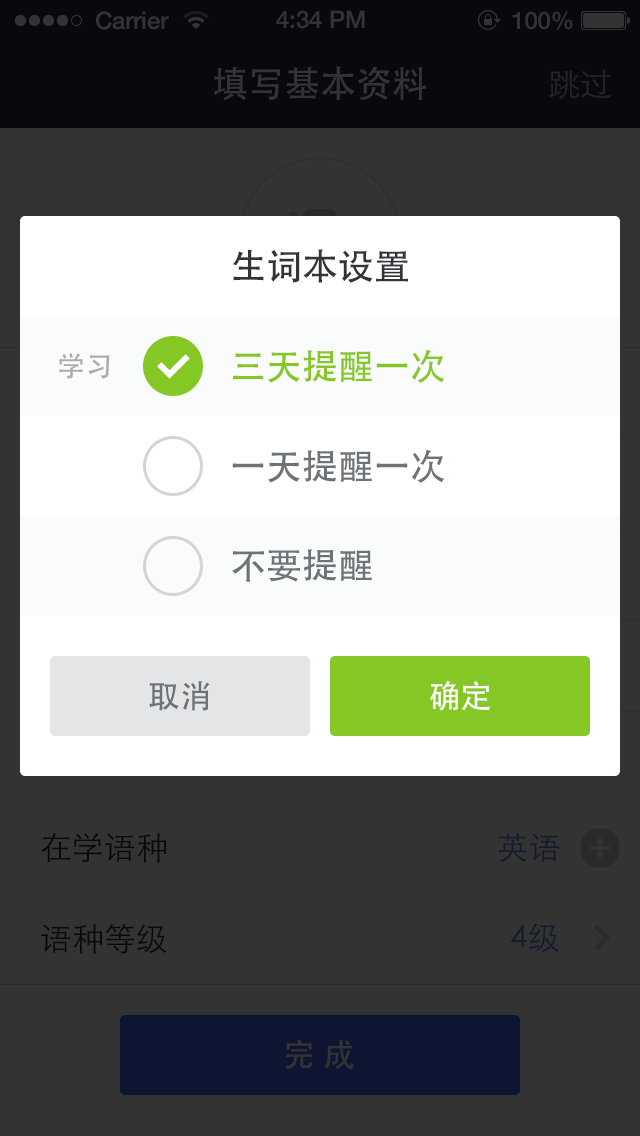 Carrier 4:34 PM 100%
填写基本资料 跳过
生词本设置
学习 三天提醒一次
一天提醒一次
不要提醒
取消 确定
在学语种 英语
语种等级 4级
完成